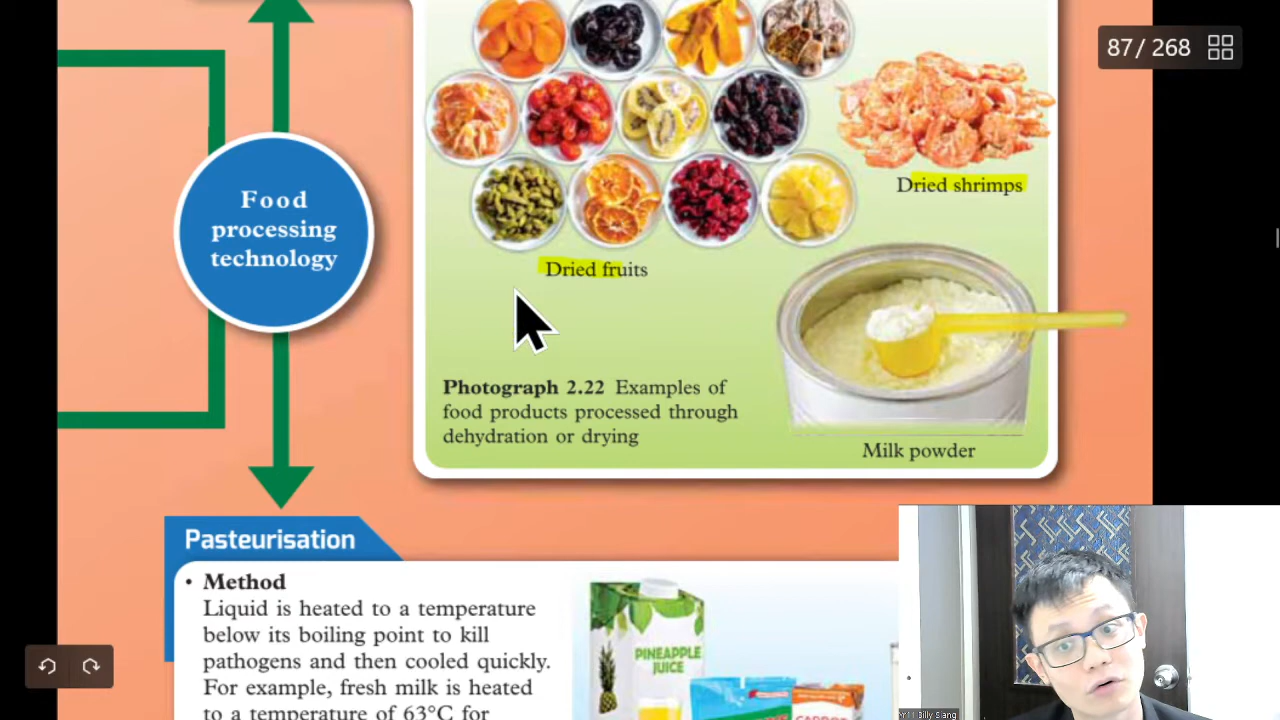 87/ 268
Food
processing
technology
Dried shrimps
Dried fruits
Photograph 2.22 Examples of
food products processed through
dehydration or drying
Milk powder
Pasteurisation
• Method
Liquid is heated to a temperature
below its boiling point to kill
pathogens and then cooled quickly.
For example, fresh milk is heated
to a temperature of 63°C for
PINEAPPLE
JUICE
Billy Siang